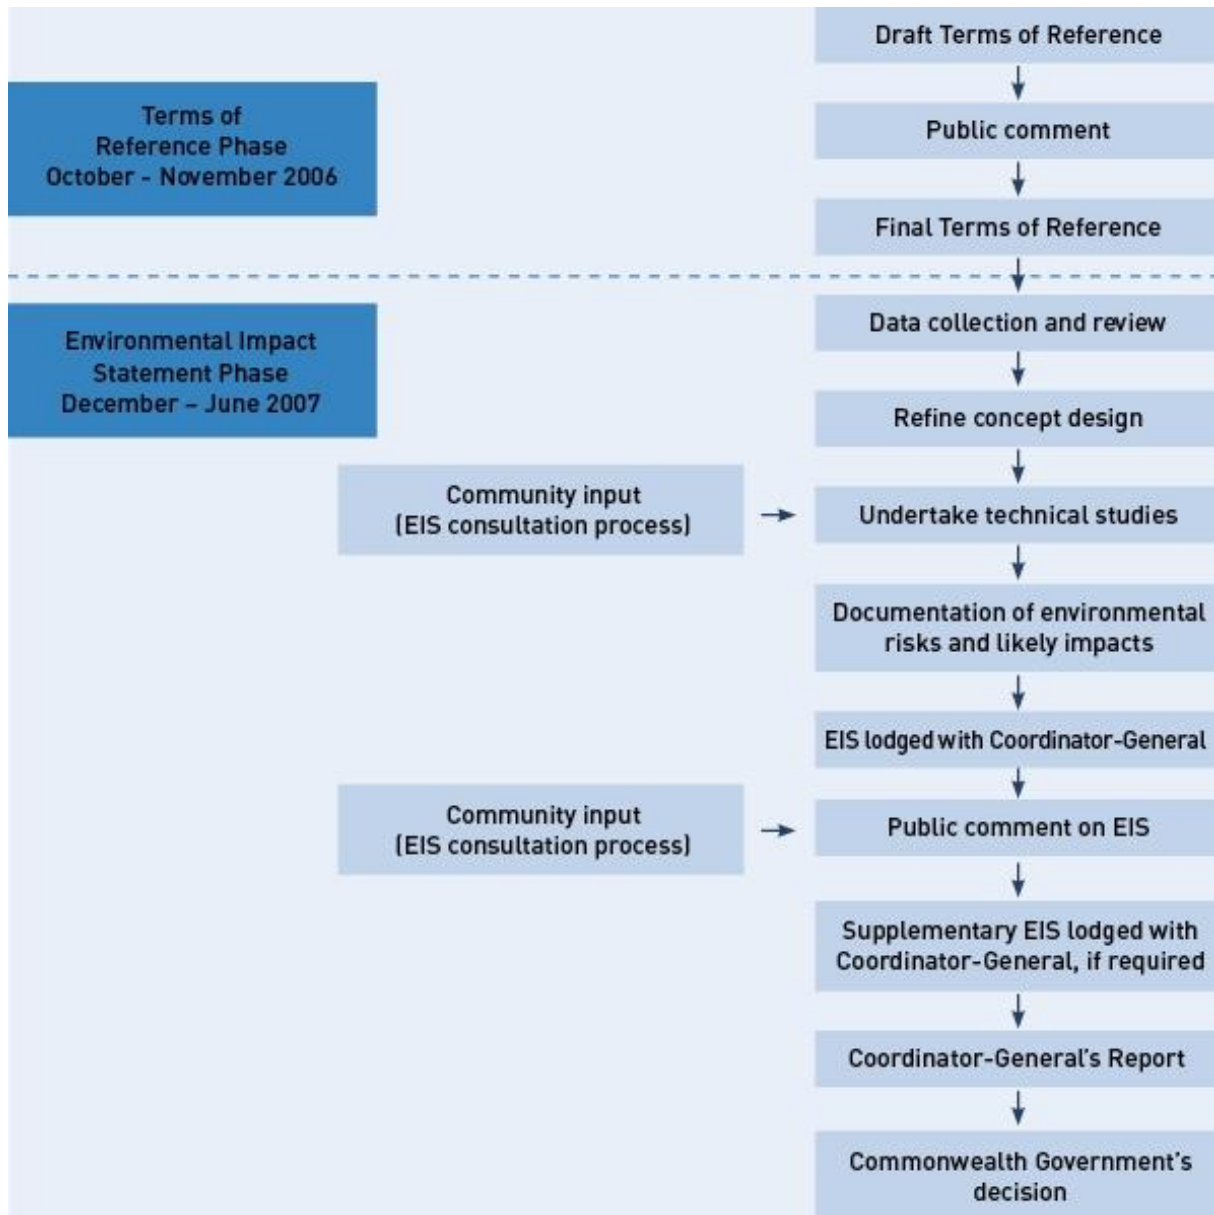 Draft Terms of Reference
Terms of
Reference Phase
October - November 2006
Public comment
Final Terms of Reference
Environmental Impact
Statement Phase
December – June 2007
Data collection and review
Refine concept design
Community input
(EIS consultation process)
Undertake technical studies
Documentation of environmental
risks and likely impacts
EIS lodged with Coordinator-General
Community input
(EIS consultation process)
Public comment on EIS
Supplementary EIS lodged with
Coordinator-General, if required
Coordinator-General's Report
Commonwealth Government's
decision